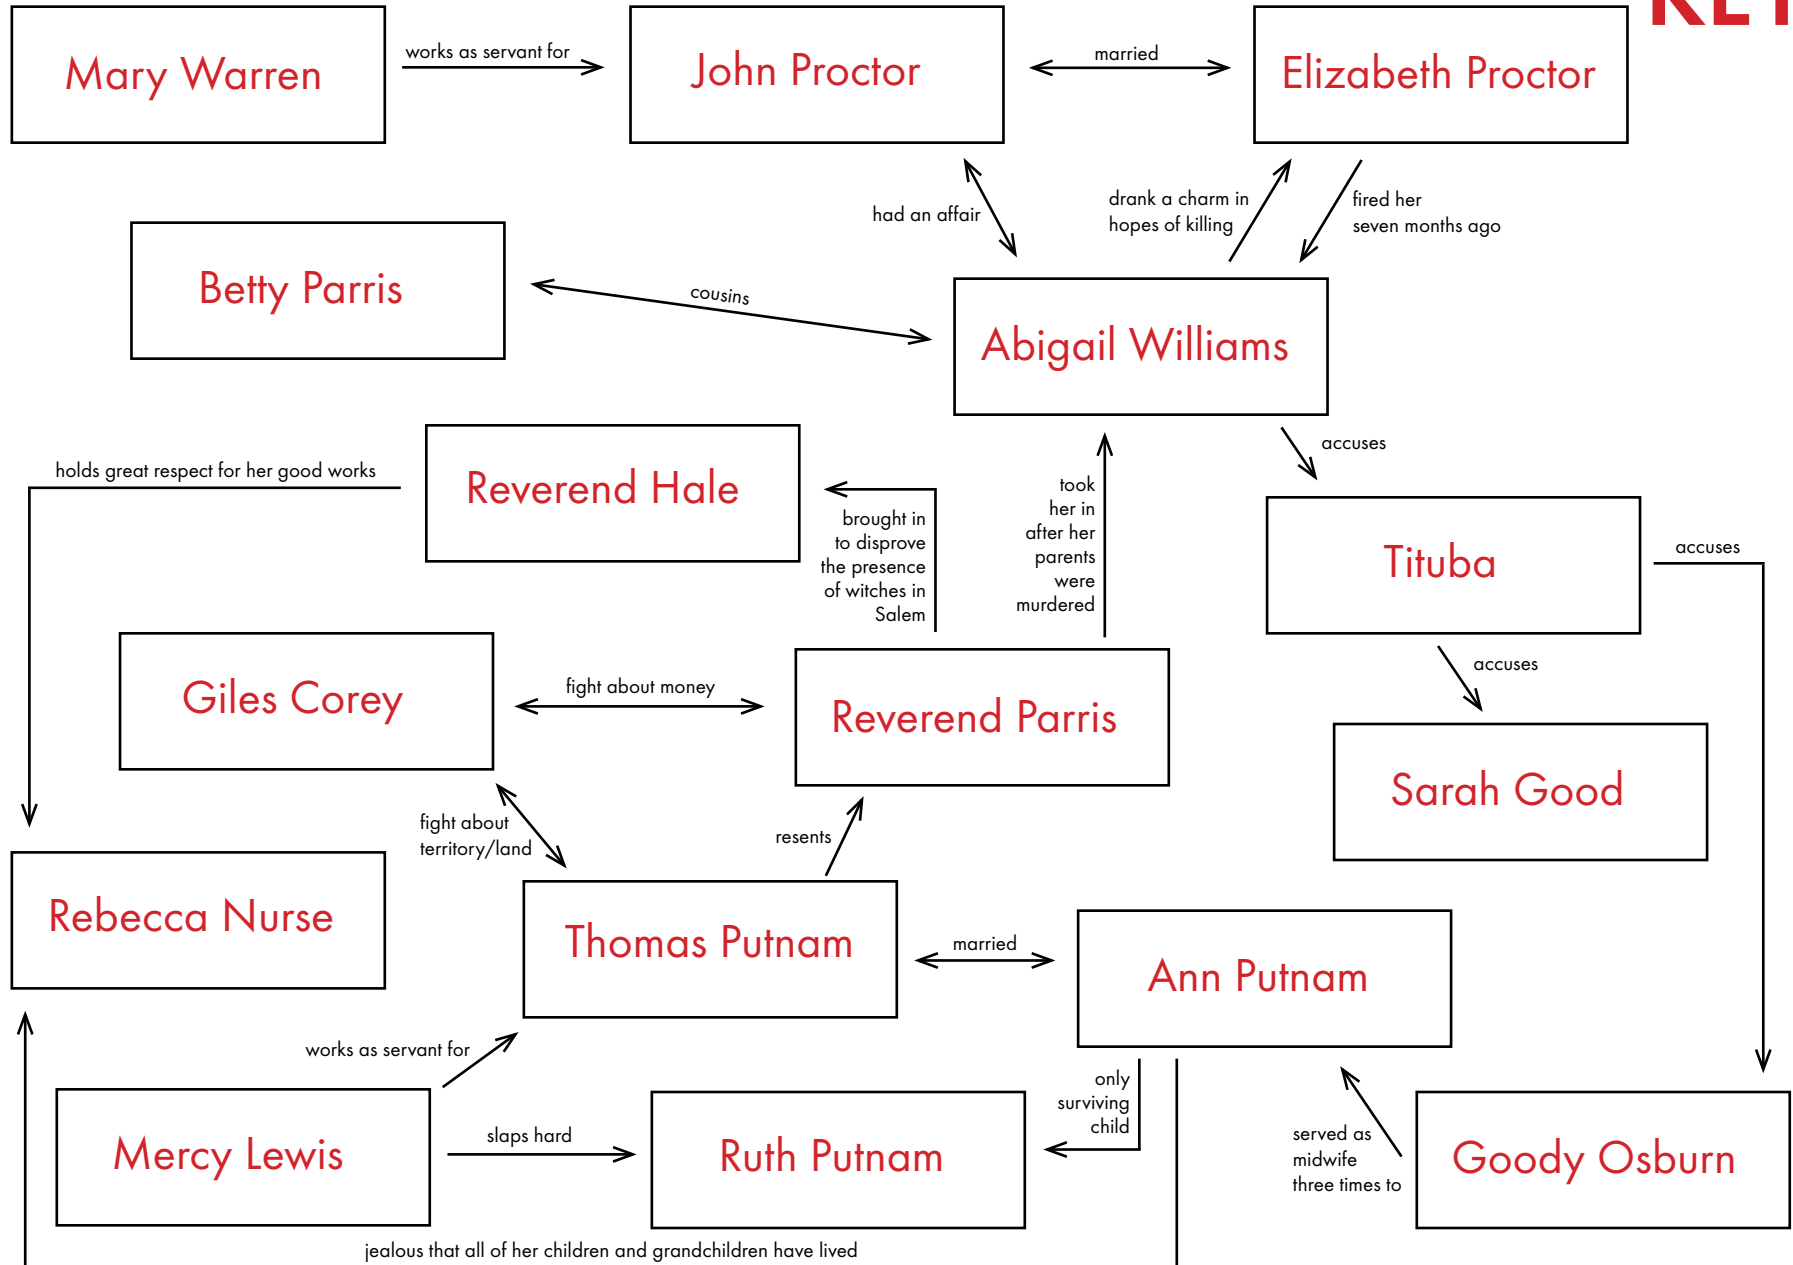 KEY
Mary Warren
works as servant for
John Proctor
married
Elizabeth Proctor
had an affair
drank a charm in
hopes of killing
fired her
seven months ago
Betty Parris
cousins
Abigail Williams
accuses
holds great respect for her good works
Reverend Hale
brought in
to disprove
the presence
of witches in
Salem
took
her in
after her
parents
were
murdered
Tituba
accuses
accuses
Giles Corey
fight about money
Reverend Parris
Sarah Good
fight about
territory/land
resents
Rebecca Nurse
Thomas Putnam
married
Ann Putnam
works as servant for
only
surviving
child
Mercy Lewis
slaps hard
Ruth Putnam
served as
midwife
three times to
Goody Osburn
jealous that all of her children and grandchildren have lived